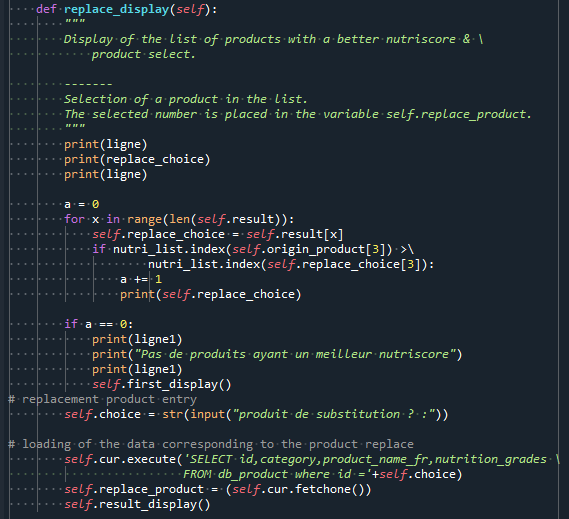 def replace_display(self):
"""
Display of the list of products with a better nutriscore & \
product select.
-------
Selection of a product in the list.
The selected number is placed in the variable self.replace_product.
"""
print(ligne)
print(replace_choice)
print(ligne)
a = 0
for x in range(len(self.result)):
self.replace_choice = self.result[x]
if nutri_list.index(self.origin_product[3]) >\
nutri_list.index(self.replace_choice[3]):
a += 1
print(self.replace_choice)
if a == 0:
print(ligne1)
print("Pas de produits ayant un meilleur nutriscore")
print(ligne1)
self.first_display()
# replacement product entry
self.choice = str(input("produit de substitution ? :"))
# loading of the data corresponding to the product replace
self.cur.execute('SELECT id,category,product_name_fr,nutrition_grades \
FROM db_product where id ='+self.choice)
self.replace_product = (self.cur.fetchone())
self.result_display()